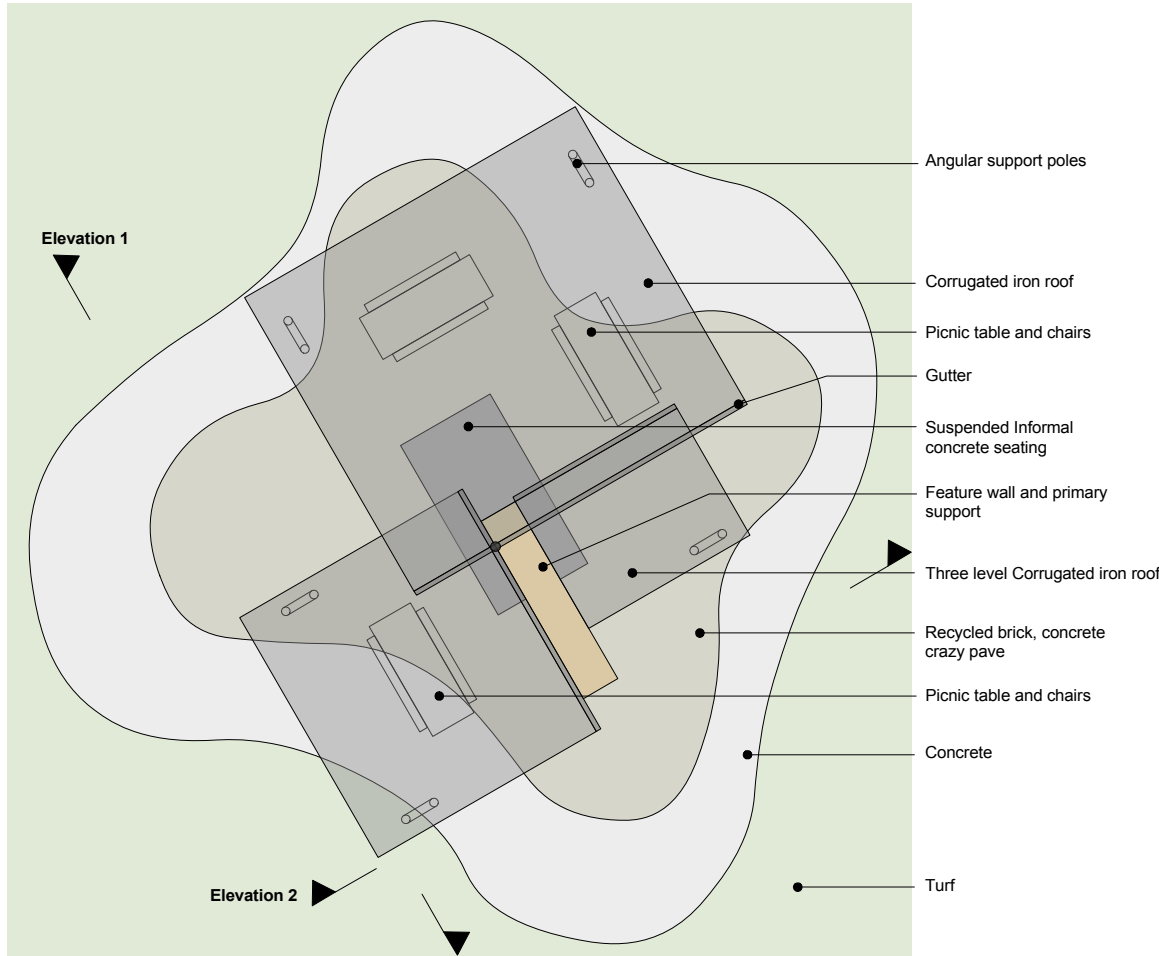 Angular support poles
Elevation 1
Corrugated iron roof
Picnic table and chairs
Gutter
Suspended Informal
concrete seating
Feature wall and primary
support
Three level Corrugated iron roof
Recycled brick, concrete
crazy pave
Picnic table and chairs
Concrete
Elevation 2
Turf